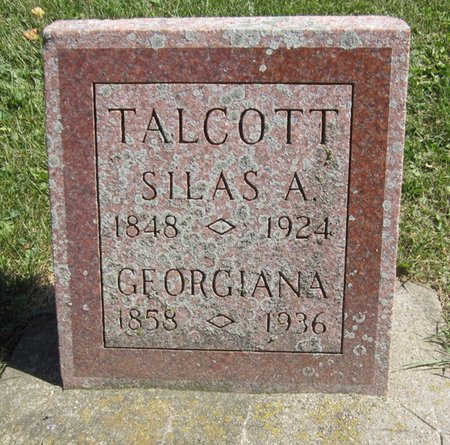 TALCOTT
SILAS A.
1848 ◇ 1924
GEORGIANA
1858 ◇ 1936